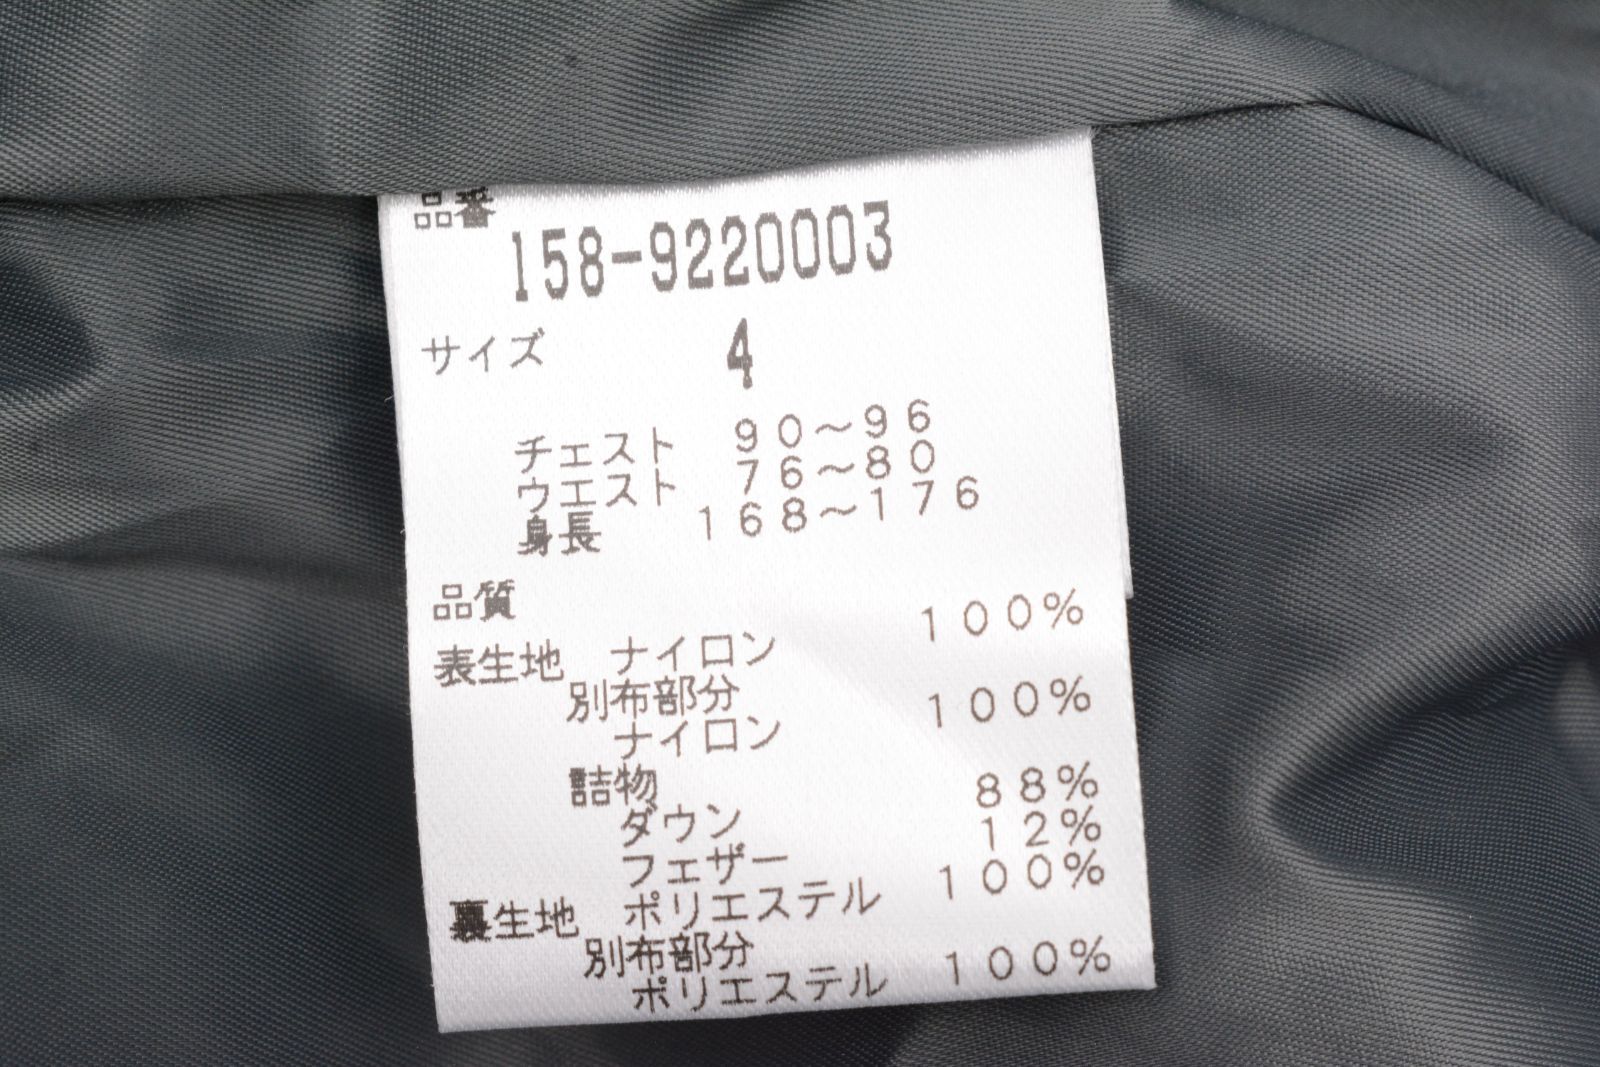 品番
158-9220003
サイズ 4
チェスト 90～96
ウエスト 76～80
身長 168～176
品質
表生地 ナイロン 100%
別布部分
ナイロン 100%
詰物
ダウン 88%
フェザー 12%
裏生地 ポリエステル 100%
別布部分
ポリエステル 100%